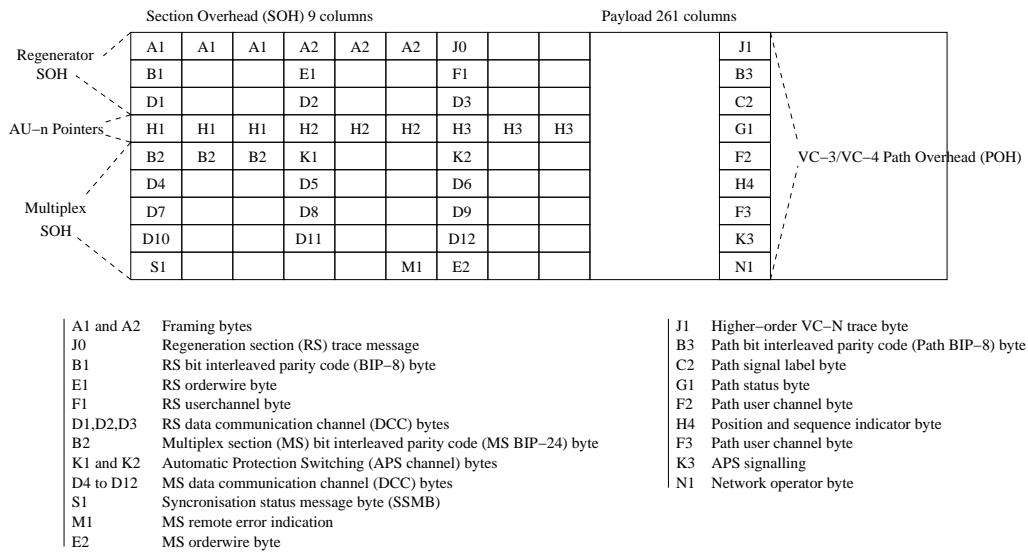 Section Overhead (SOH) 9 columns    Payload 261 columns
Regenerator SOH
AU−n Pointers
Multiplex SOH
A1 A1 A1 A2 A2 A2 J0    J1
B1 E1 F1    B3
D1 D2 D3    C2
H1 H1 H1 H2 H2 H2 H3 H3 H3    G1
B2 B2 B2 K1 K2    F2
D4 D5 D6    H4
D7 D8 D9    F3
D10 D11 D12    K3
S1 M1 E2    N1
VC−3/VC−4 Path Overhead (POH)
A1 and A2 Framing bytes
J0 Regeneration section (RS) trace message
B1 RS bit interleaved parity code (BIP−8) byte
E1 RS orderwire byte
F1 RS userchannel byte
D1,D2,D3 RS data communication channel (DCC) bytes
B2 Multiplex section (MS) bit interleaved parity code (MS BIP−24) byte
K1 and K2 Automatic Protection Switching (APS channel) bytes
D4 to D12 MS data communication channel (DCC) bytes
S1 Syncronisation status message byte (SSMB)
M1 MS remote error indication
E2 MS orderwire byte
J1 Higher−order VC−N trace byte
B3 Path bit interleaved parity code (Path BIP−8) byte
C2 Path signal label byte
G1 Path status byte
F2 Path user channel byte
H4 Position and sequence indicator byte
F3 Path user channel byte
K3 APS signalling
N1 Network operator byte